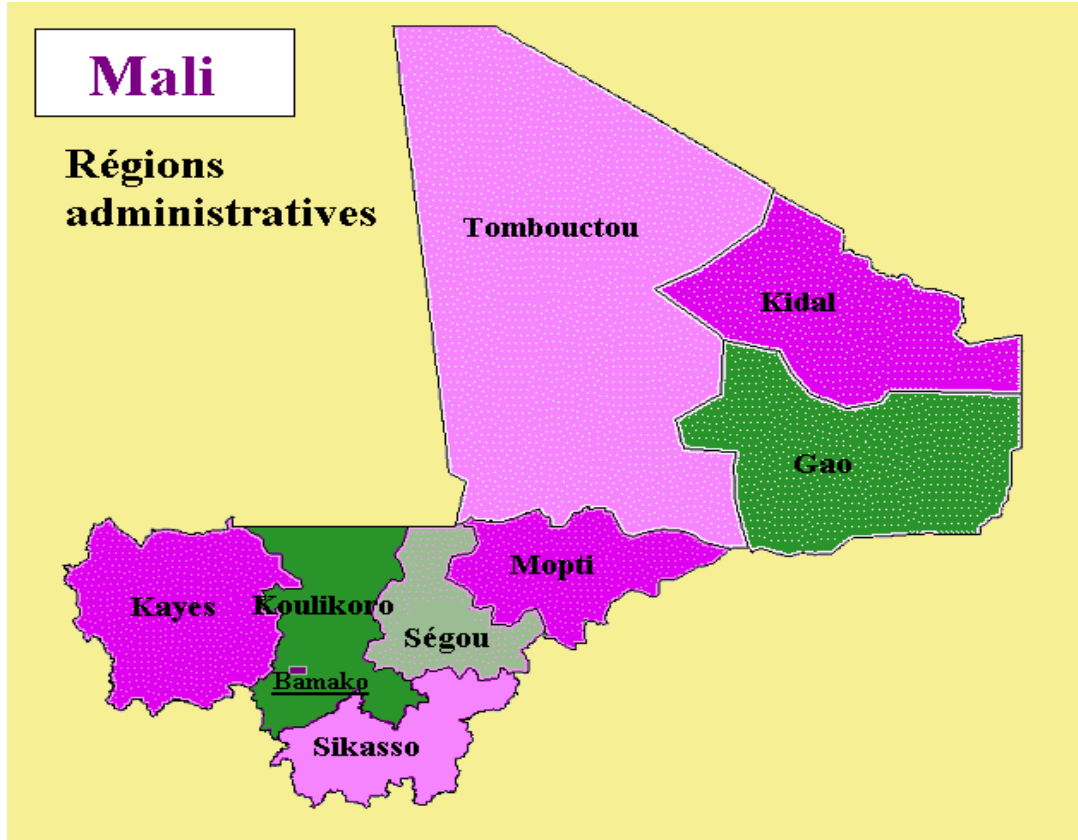 Mali
Régions
administratives
Tombouctou
Kidal
Gao
Mopti
Kayes
Koulikoro
Ségou
Bamako
Sikasso